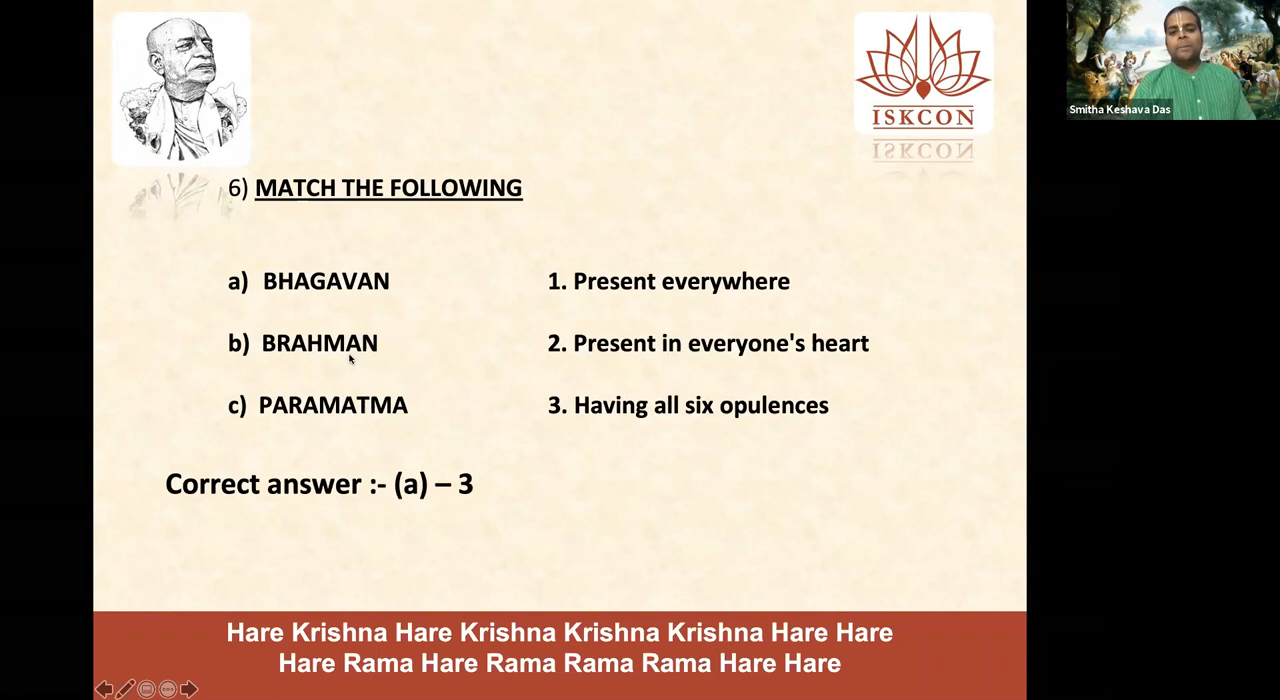 ISKCON
Smitha Keshava Das
6) MATCH THE FOLLOWING
a) BHAGAVAN 1. Present everywhere
b) BRAHMAN 2. Present in everyone's heart
c) PARAMATMA 3. Having all six opulences
Correct answer :- (a) – 3
Hare Krishna Hare Krishna Krishna Krishna Hare Hare
Hare Rama Hare Rama Rama Rama Hare Hare